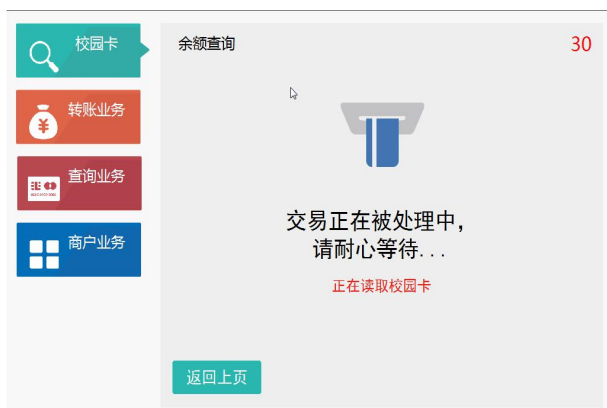 校园卡
转账业务
查询业务
商户业务
余额查询
30
交易正在被处理中，
请耐心等待...
正在读取校园卡
返回上页